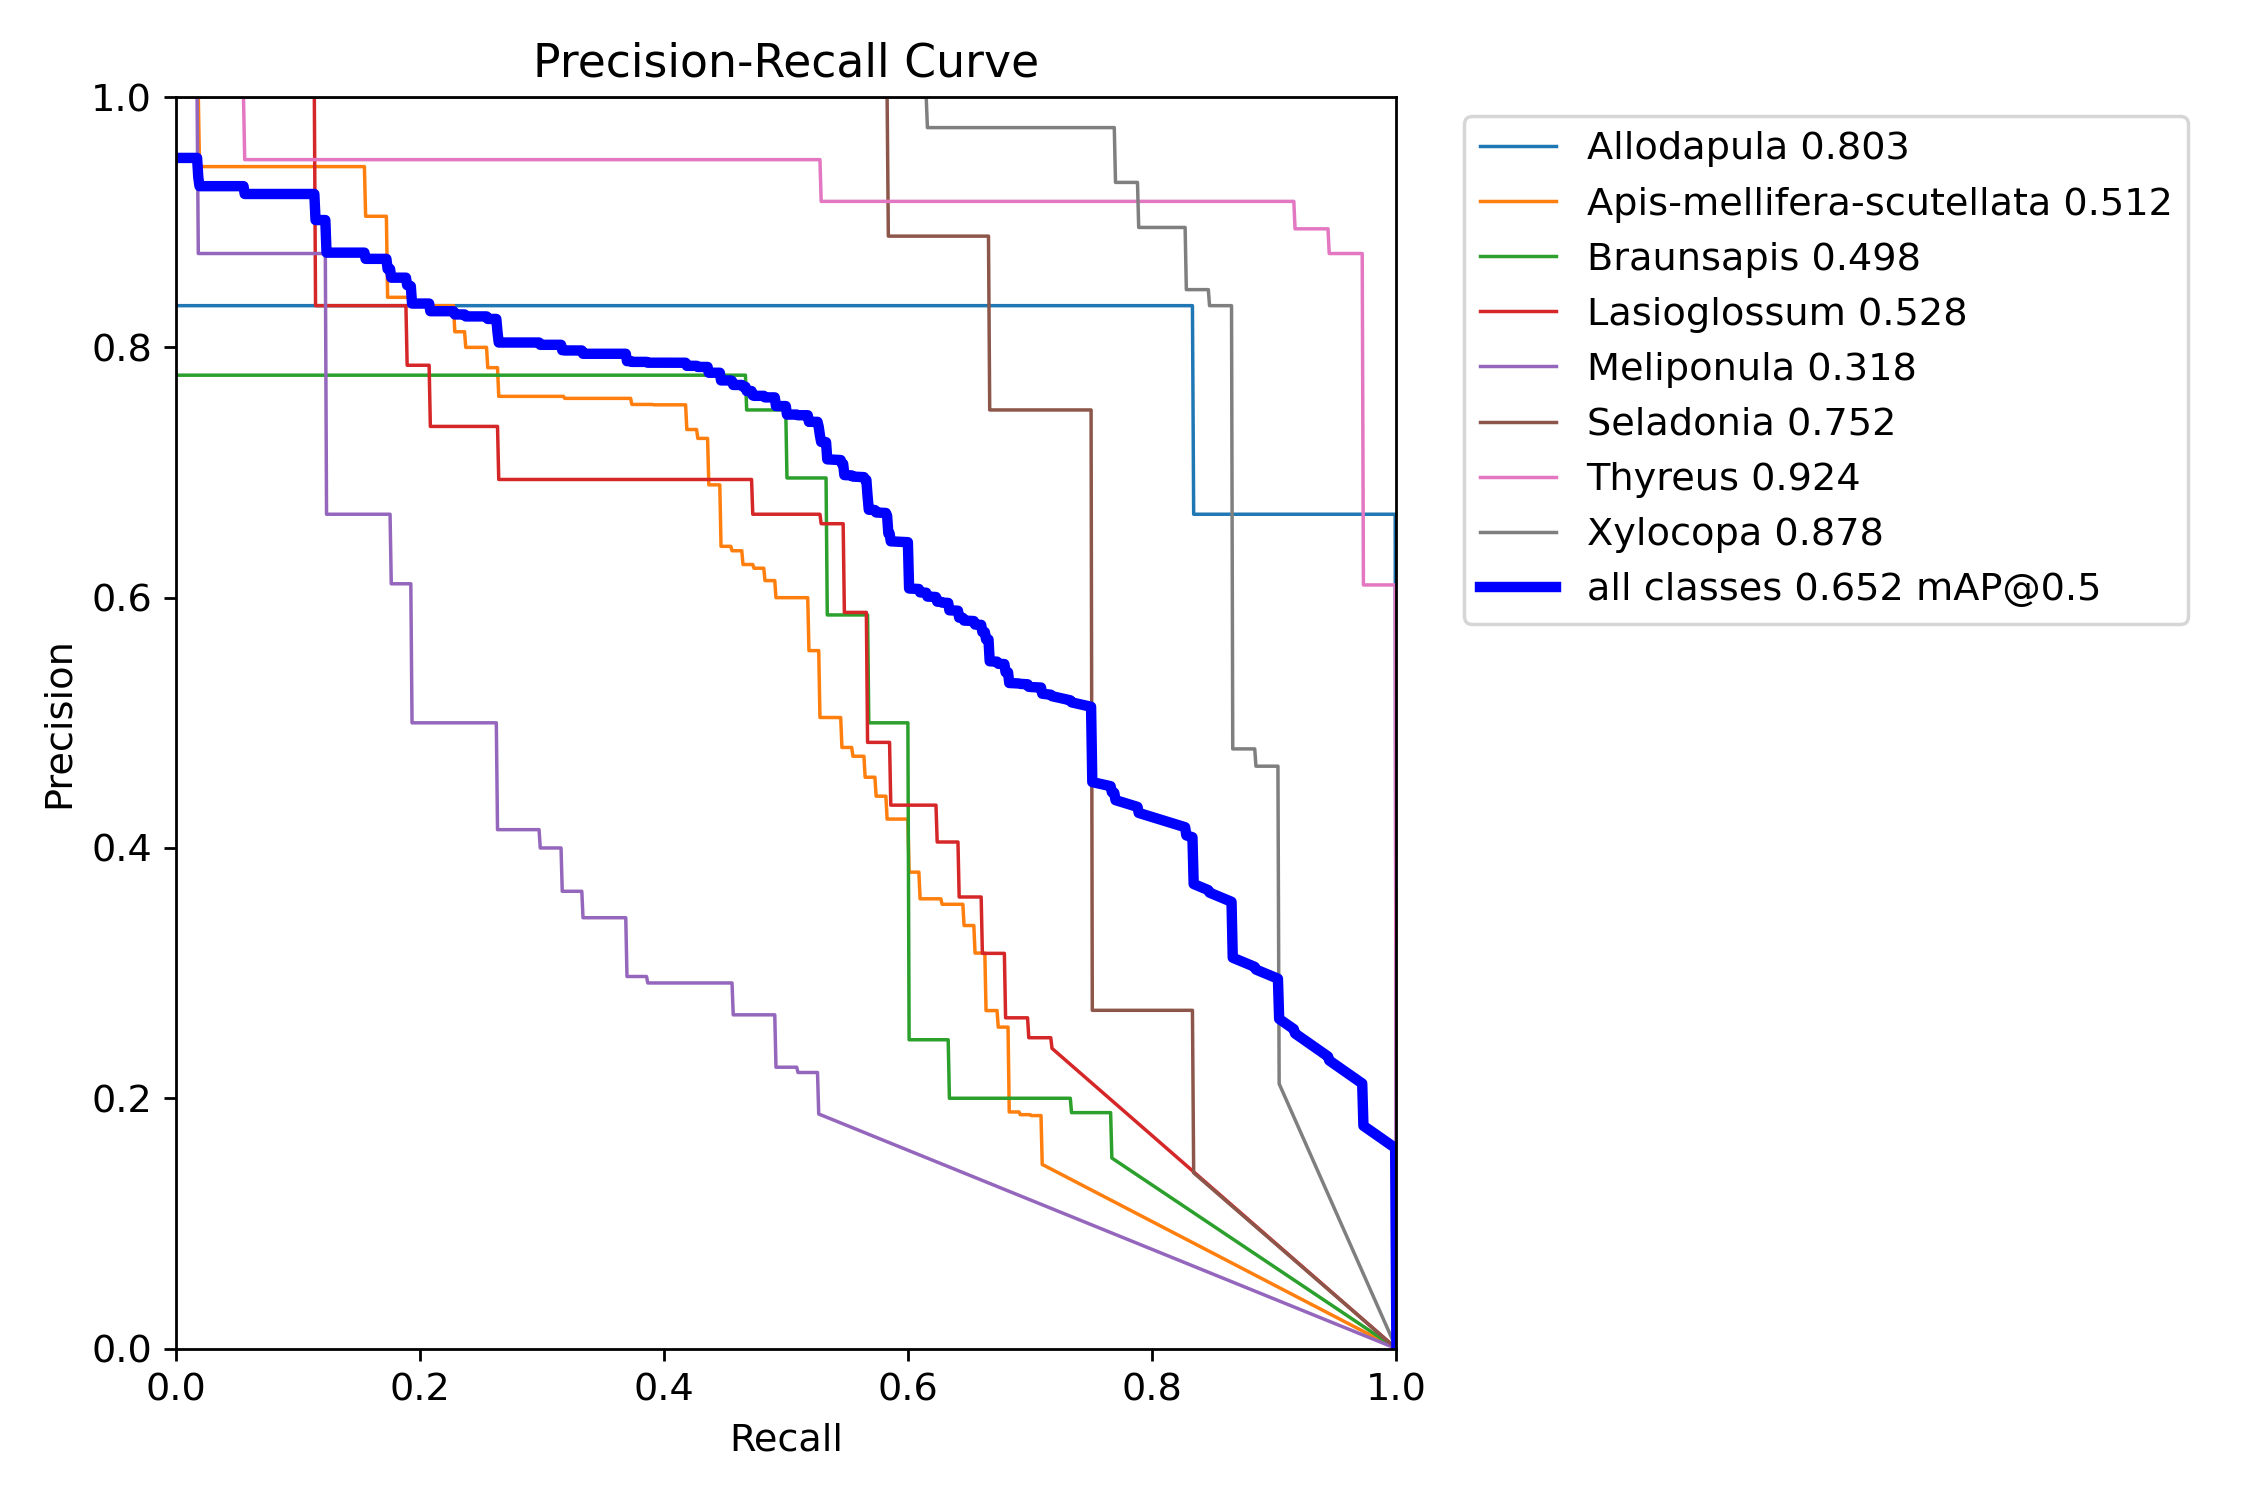 Precision-Recall Curve
1.0
0.8
0.6
0.4
0.2
0.0
Precision
0.0 0.2 0.4 0.6 0.8 1.0
Recall
Allodapula 0.803
Apis-mellifera-scutellata 0.512
Braunsapis 0.498
Lasioglossum 0.528
Meliponula 0.318
Seladonia 0.752
Thyreus 0.924
Xylocopa 0.878
all classes 0.652 mAP@0.5